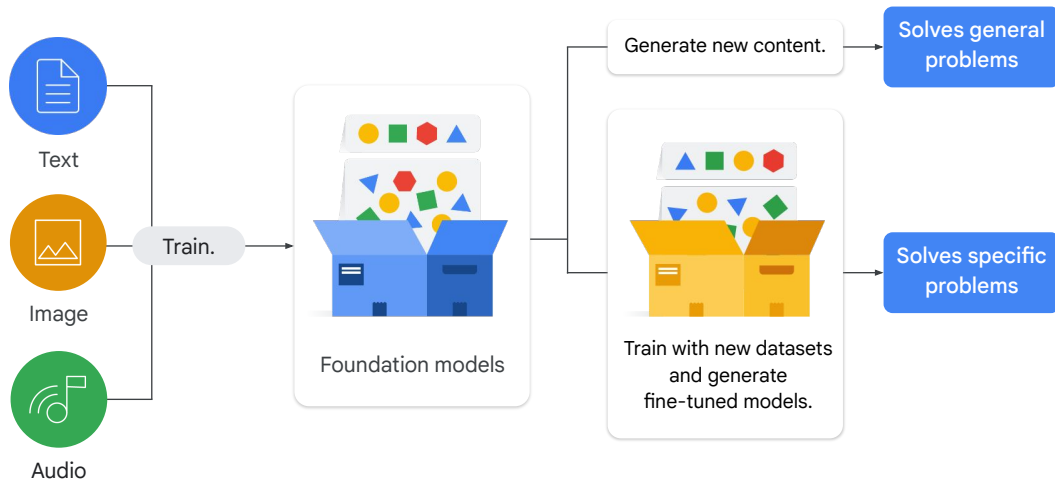 Text
Image
Audio
Train.
Foundation models
Generate new content.
Train with new datasets
and generate
fine-tuned models.
Solves general
problems
Solves specific
problems